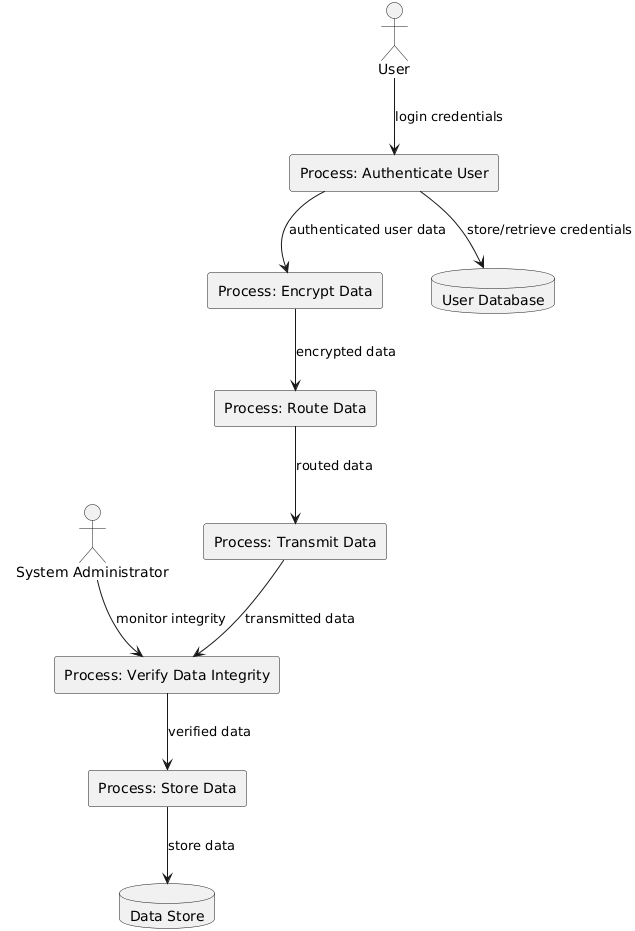 User
login credentials
Process: Authenticate User
authenticated user data
store/retrieve credentials
Process: Encrypt Data
User Database
encrypted data
Process: Route Data
routed data
System Administrator
Process: Transmit Data
monitor integrity
transmitted data
Process: Verify Data Integrity
verified data
Process: Store Data
store data
Data Store